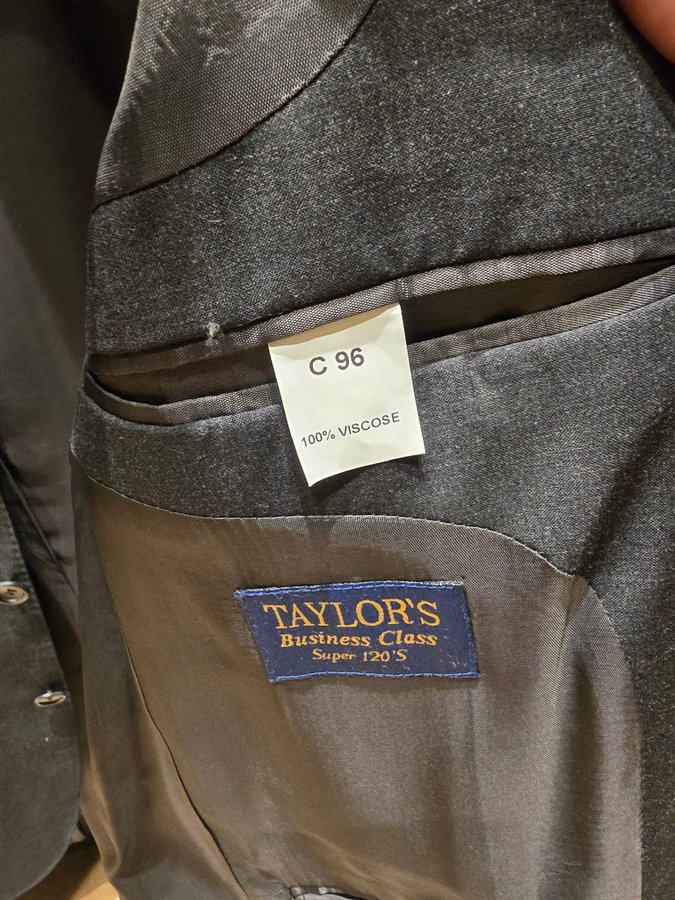 C 96
100% VISCOSE
TAYLOR'S
Business Class
Super 120'S